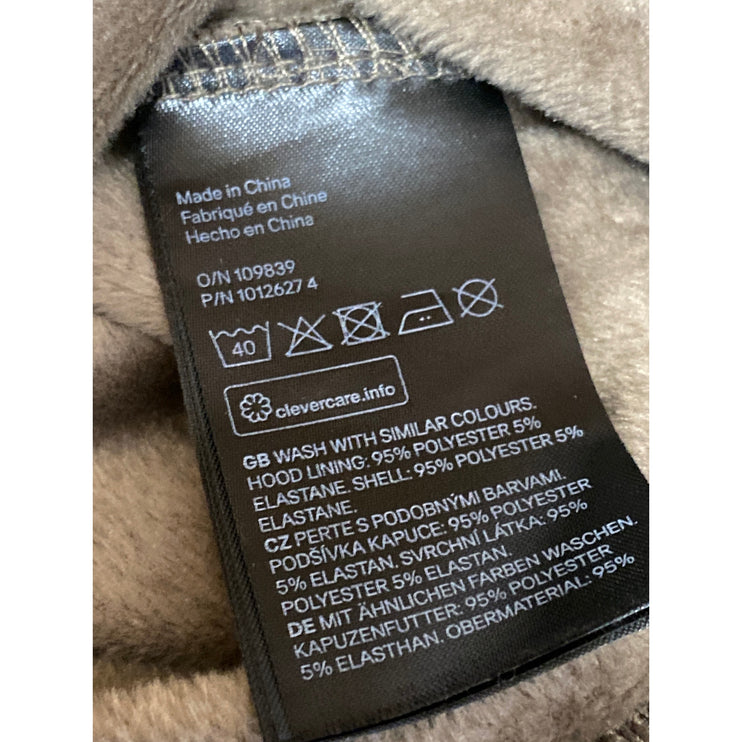 Made in China
Fabriqué en Chine
Hecho en China
O/N 109839
P/N 1012627 4
40
clevercare.info
GB WASH WITH SIMILAR COLOURS.
HOOD LINING: 95% POLYESTER 5%
ELASTANE. SHELL: 95% POLYESTER 5%
ELASTANE.
CZ PERTE S PODOBNÝMI BARVAMI.
PODŠÍVKA KAPUCE: 95% POLYESTER
5% ELASTAN. SVRCHNÍ LÁTKA: 95%
POLYESTER 5% ELASTAN.
DE MIT ÄHNLICHEN FARBEN WASCHEN.
KAPUZENFUTTER: 95% POLYESTER
5% ELASTHAN. OBERMATERIAL: 95%